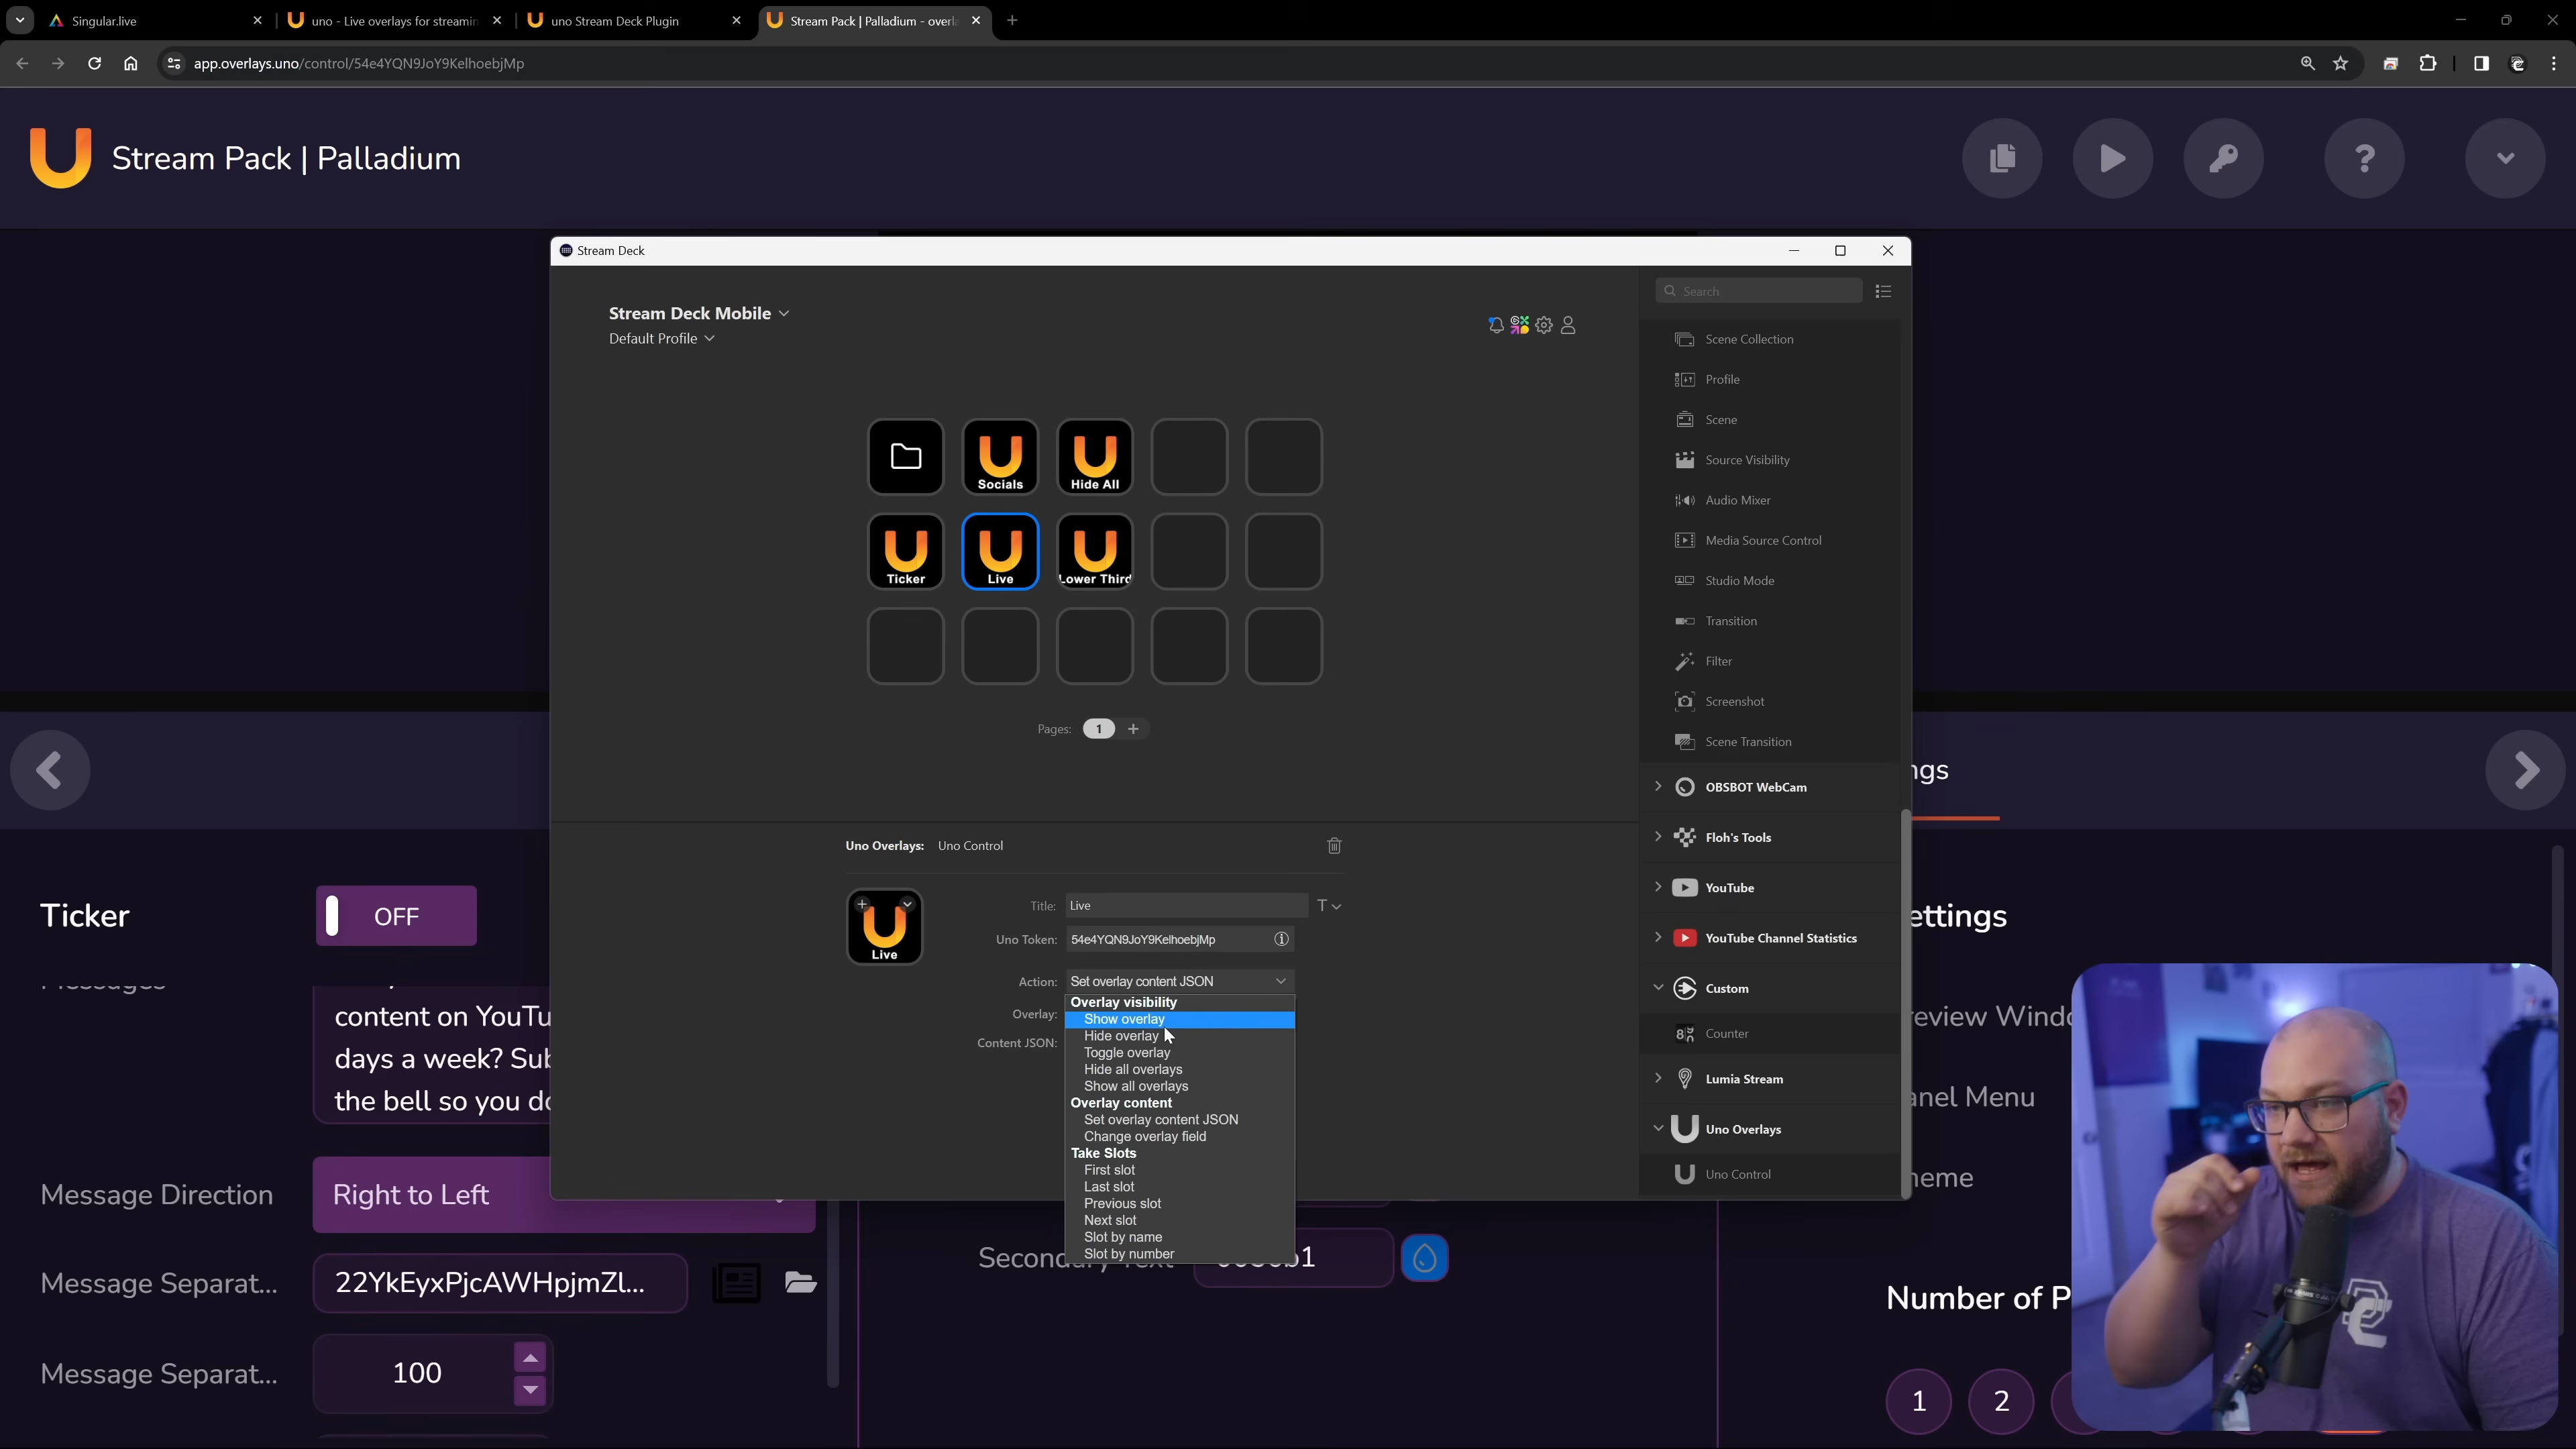 Singular.live
uno - Live overlays for streamin
uno Stream Deck Plugin
Stream Pack | Palladium - overla
app.overlays.uno/control/54e4YQN9JoY9KelhoebjMp
Stream Pack | Palladium
Stream Deck
Stream Deck Mobile
Default Profile
Search
Scene Collection
Profile
Scene
Source Visibility
Audio Mixer
Media Source Control
Studio Mode
Transition
Filter
Screenshot
Scene Transition
OBSBOT WebCam
Floh's Tools
YouTube
YouTube Channel Statistics
Custom
Counter
Lumia Stream
Uno Overlays
Uno Control
Socials
Hide All
Ticker
Live
Lower Third
Pages: 1
Uno Overlays: Uno Control
Live
Title: Live
Uno Token: 54e4YQN9JoY9KelhoebjMp
Action: Set overlay content JSON
Overlay:
Content JSON:
Overlay visibility
Show overlay
Hide overlay
Toggle overlay
Hide all overlays
Show all overlays
Overlay content
Set overlay content JSON
Change overlay field
Take Slots
First slot
Last slot
Previous slot
Next slot
Slot by name
Slot by number
Ticker OFF
content on YouTu
days a week? Sub
the bell so you do
Message Direction Right to Left
Message Separat... 22YkEyxPjcAWHpjmZl...
Message Separat... 100
ngs
ettings
review Windo
anel Menu
heme
Number of P
1 2